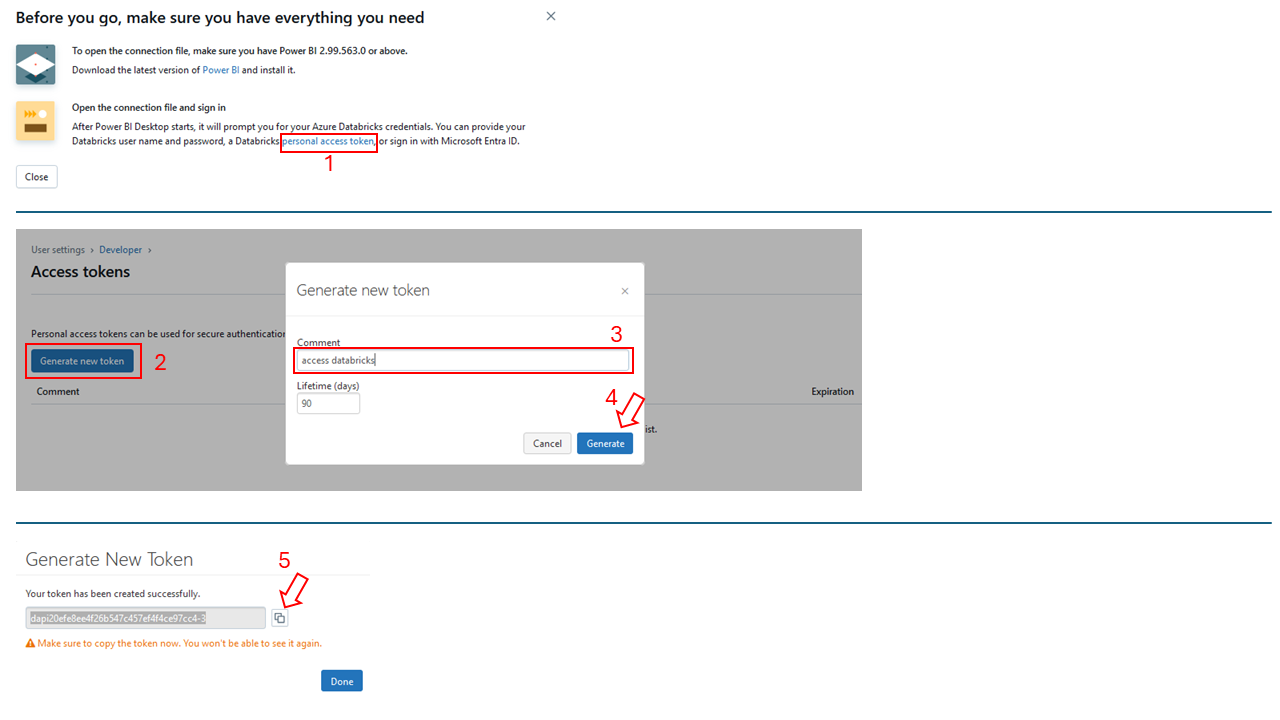 Before you go, make sure you have everything you need
To open the connection file, make sure you have Power BI 2.99.563.0 or above.
Download the latest version of Power BI and install it.
Open the connection file and sign in
After Power BI Desktop starts, it will prompt you for your Azure Databricks credentials. You can provide your
Databricks user name and password, a Databricks personal access token, or sign in with Microsoft Entra ID.
1
Close
User settings › Developer ›
Access tokens
Generate new token
Personal access tokens can be used for secure authentication
3
Comment
Generate new token
2
access databricks
Lifetime (days)
Comment
Expiration
90
4
ist.
Cancel
Generate
Generate New Token
5
Your token has been created successfully.
dapi20efe8ee4f26b547c457ef4f4ce97cc4-3
Make sure to copy the token now. You won't be able to see it again.
Done